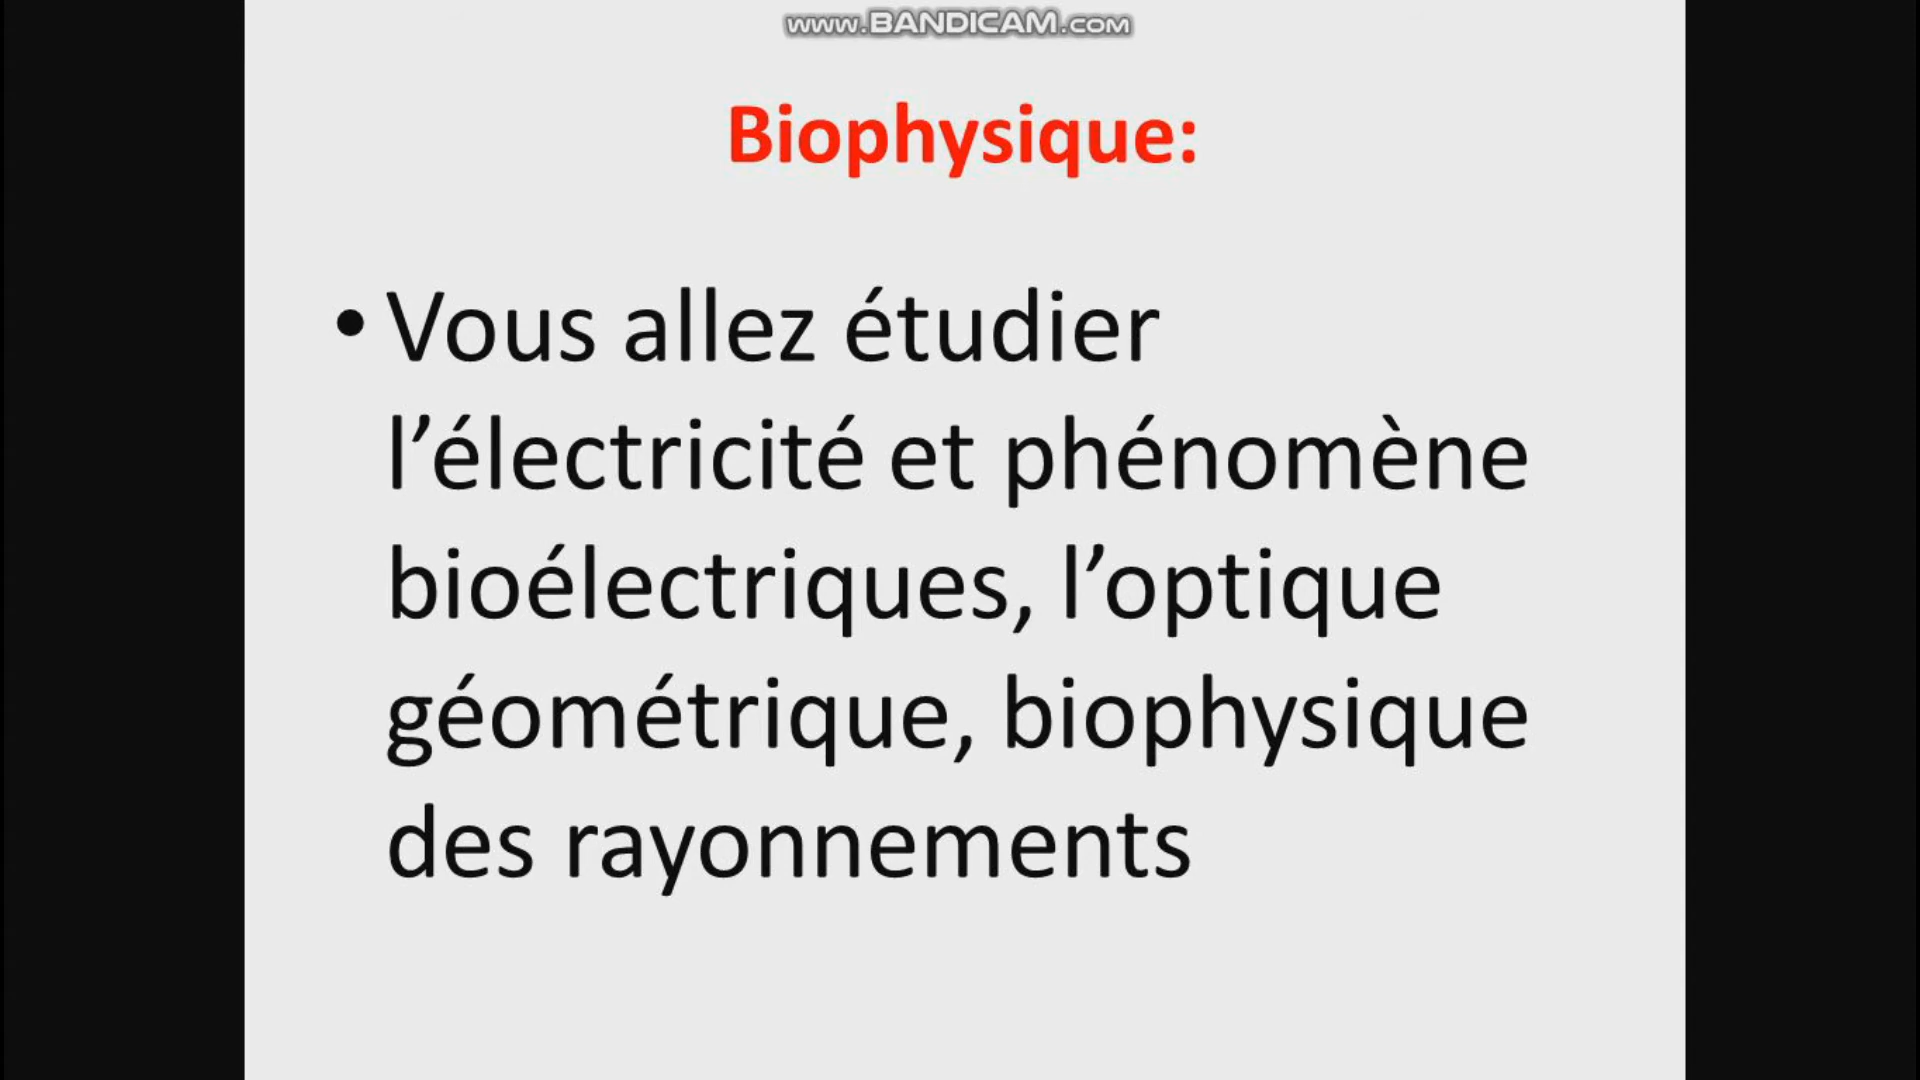 www.BANDICAM.com
Biophysique:
• Vous allez étudier
l’électricité et phénomène
bioélectriques, l’optique
géométrique, biophysique
des rayonnements